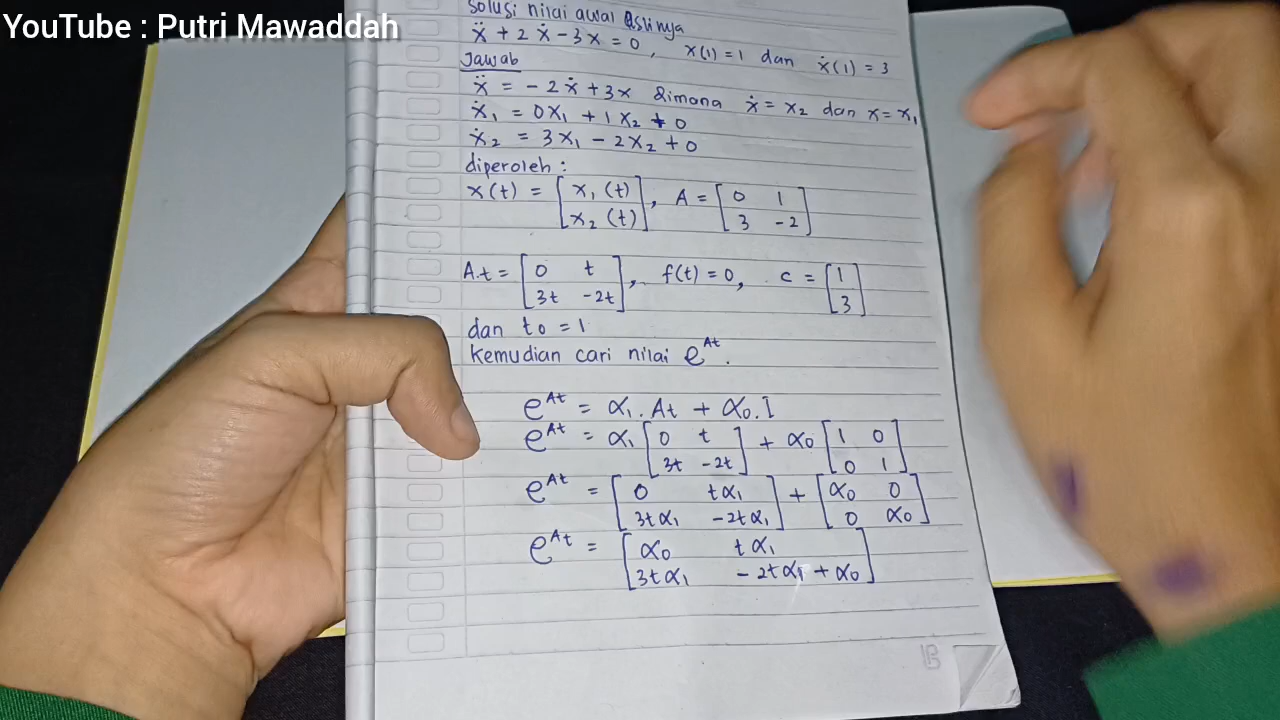 YouTube : Putri Mawaddah
solusi nilai awal aslinya
ẍ + 2ẋ - 3x = 0, x(1) = 1 dan ẋ(1) = 3
Jawab
ẍ = -2ẋ + 3x dimana ẋ = x₂ dan x = x₁
ẋ₁ = 0x₁ + 1x₂ + 0
ẋ₂ = 3x₁ - 2x₂ + 0
diperoleh :
x(t) = [x₁(t) x₂(t)], A = [0 1 3 -2]
A.t = [0 t 3t -2t], f(t) = 0, c = [1 3]
dan t₀ = 1
Kemudian cari nilai e^At.
e^At = α₁.At + α₀.I
e^At = α₁ [0 t 3t -2t] + α₀ [1 0 0 1]
e^At = [0 tα₁ 3tα₁ -2tα₁] + [α₀ 0 0 α₀]
e^At = [α₀ tα₁ 3tα₁ -2tα₁ + α₀]